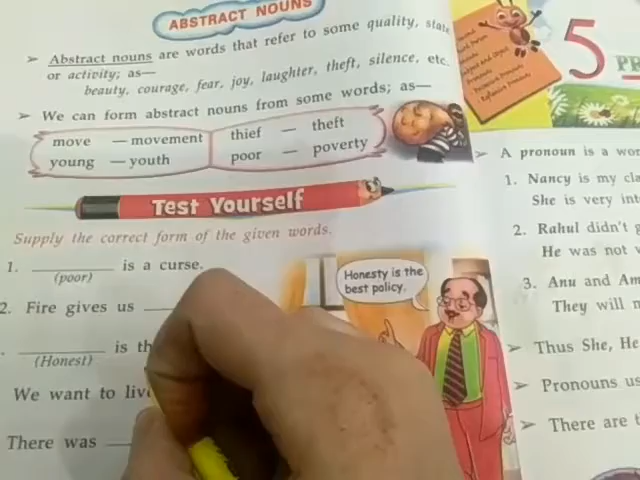 ABSTRACT NOUNS
➤ Abstract nouns are words that refer to some quality, state
or activity; as—
beauty, courage, fear, joy, laughter, theft, silence, etc.
➤ We can form abstract nouns from some words; as—
move — movement thief — theft
young — youth poor — poverty
Test Yourself
Supply the correct form of the given words.
1. ________ is a curse.
(poor)
2. Fire gives us
________ is th
(Honest)
We want to live
There was
Honesty is the
best policy.
5 PR
➤ A pronoun is a wor
1. Nancy is my cla
She is very int
2. Rahul didn't g
He was not
3. Anu and Am
They will
➤ Thus She, He
➤ Pronouns us
➤ There are t